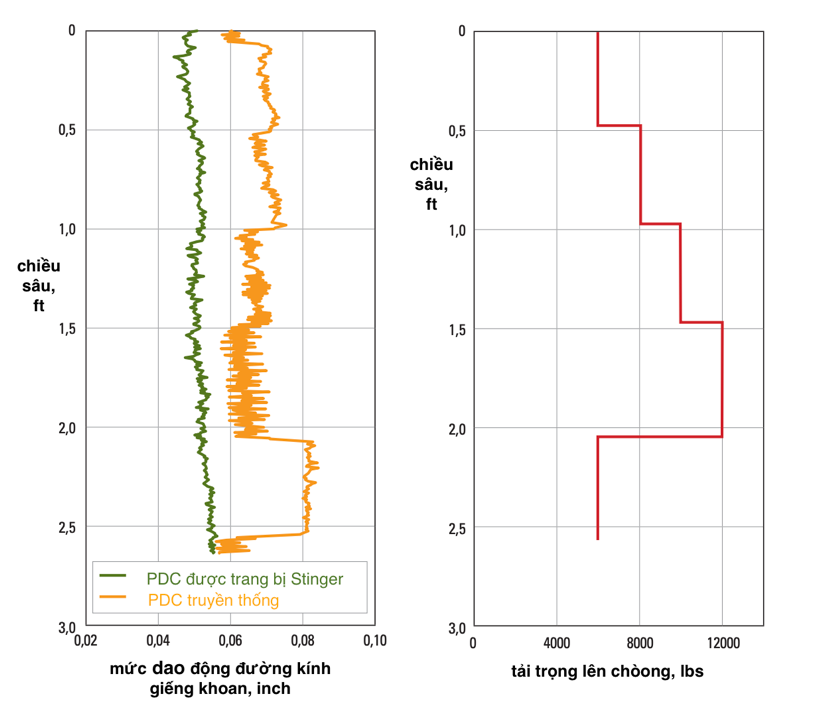 0
0,5
1,0
1,5
2,0
2,5
3,0
chiều
sâu,
ft
PDC được trang bị Stinger
PDC truyền thống
0,02
0,04
0,06
0,08
0,10
mức dao động đường kính
giếng khoan, inch
0
0,5
1,0
1,5
2,0
2,5
3,0
chiều
sâu,
ft
0
4000
6000
8000
12000
tải trọng lên chòong, lbs